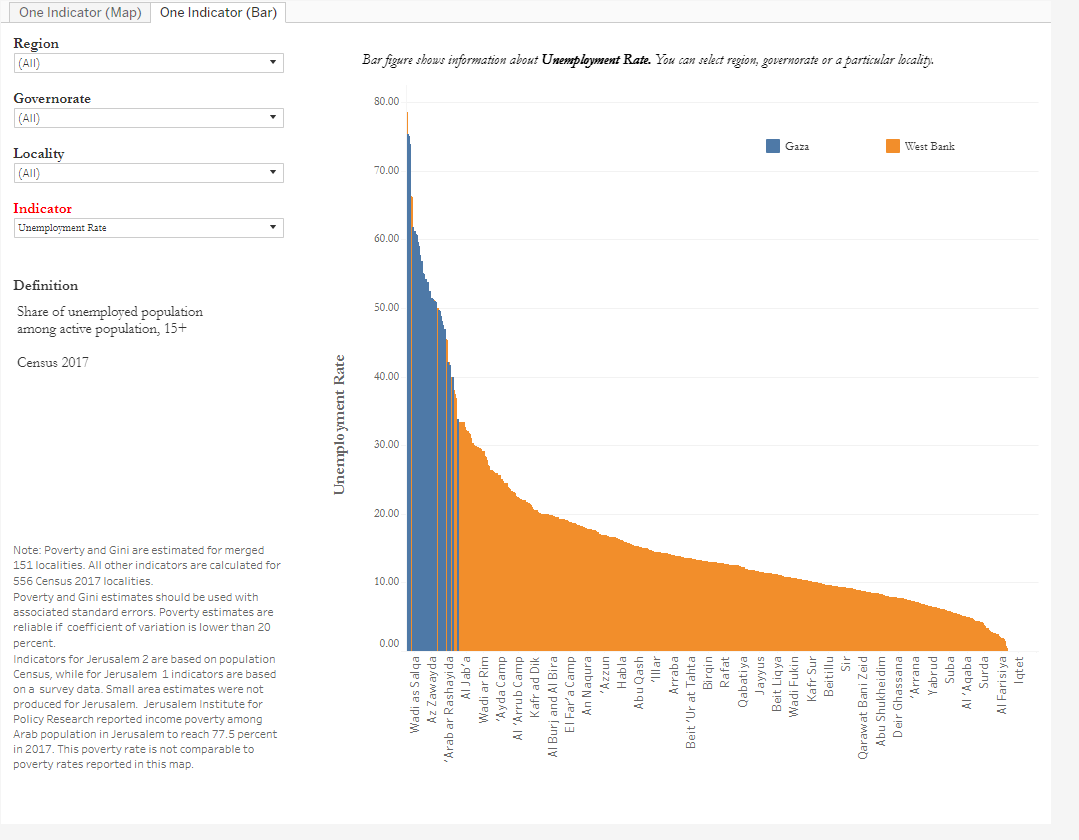 One Indicator (Map)
One Indicator (Bar)
Region
(All)
Governorate
(All)
Locality
(All)
Indicator
Unemployment Rate
Definition
Share of unemployed population
among active population, 15+
Census 2017
Note: Poverty and Gini are estimated for merged
151 localities. All other indicators are calculated for
556 Census 2017 localities.
Poverty and Gini estimates should be used with
associated standard errors. Poverty estimates are
reliable if coefficient of variation is lower than 20
percent.
Indicators for Jerusalem 2 are based on population
Census, while for Jerusalem 1 indicators are based
on a survey data. Small area estimates were not
produced for Jerusalem. Jerusalem Institute for
Policy Research reported income poverty among
Arab population in Jerusalem to reach 77.5 percent
in 2017. This poverty rate is not comparable to
poverty rates reported in this map.
Bar figure shows information about Unemployment Rate. You can select region, governorate or a particular locality.
Gaza
West Bank
Unemployment Rate
80.00
70.00
60.00
50.00
40.00
30.00
20.00
10.00
0.00
Wadi as Salqa
Az Zawayda
'Arab ar Rashayida
Al Jab'a
Wadi ar Rim
'Ayda Camp
Al 'Arrub Camp
Kafr ad Dik
Al Burj and Al Bira
El Far'a Camp
An Naqura
'Azzun
Habla
Abu Qash
'Illar
Arraba
Beit 'Ur at Tahta
Birqin
Rafat
Qabatiya
Jayyus
Beit Liqya
Wadi Fukin
Kafr Sur
Beitillu
Sir
Qarawat Bani Zeid
Abu Shukheidim
Deir Ghassana
'Arrana
Yabrud
Suba
Al 'Aqaba
Surda
Al Farisiya
Iqtet